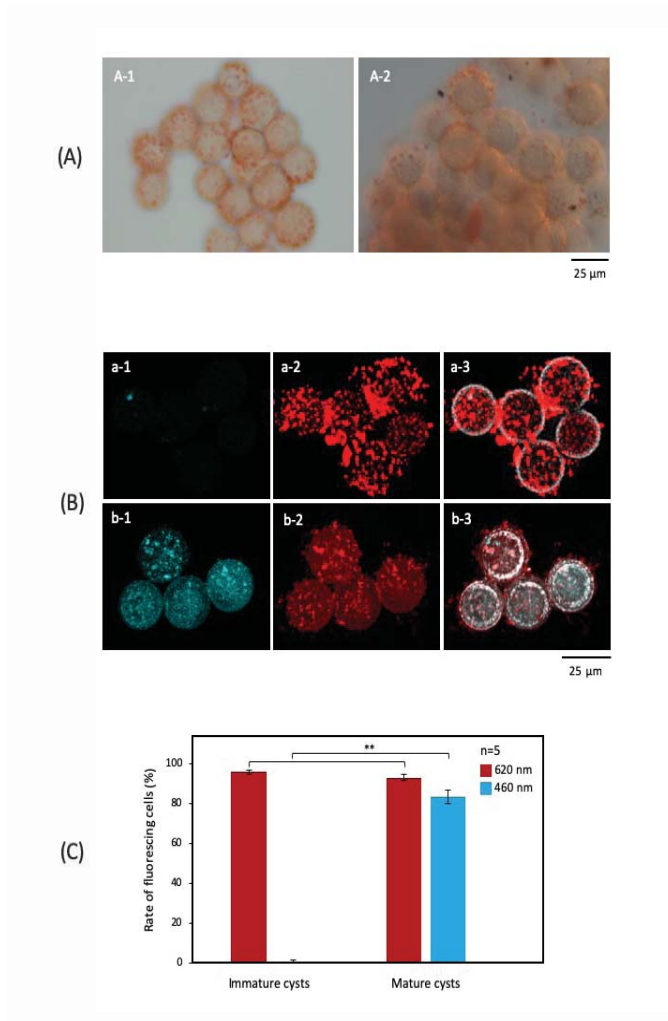 A-1
A-2
(A)
25 µm
a-1
a-2
a-3
(B)
b-1
b-2
b-3
25 µm
(C)
Rate of fluorescing cells (%)
**
n=5
620 nm
460 nm
100
80
60
40
20
0
Immature cysts
Mature cysts